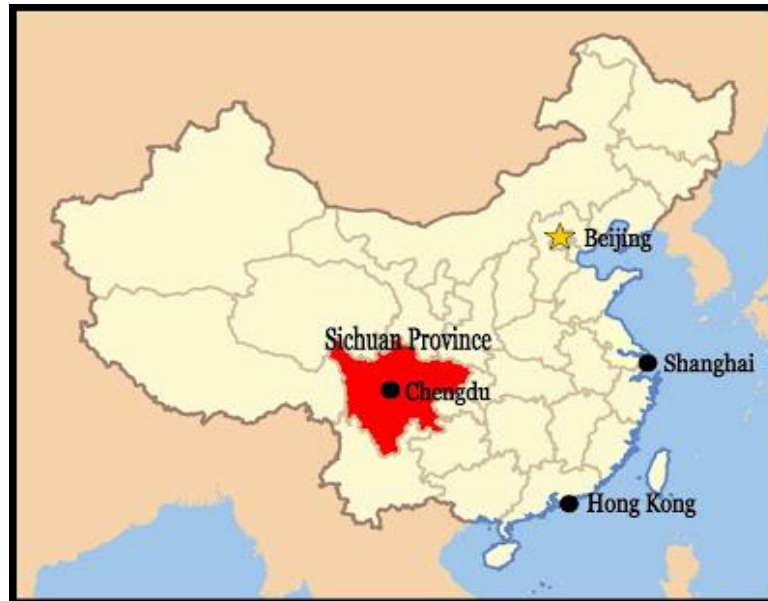 Beijing
Sichuan Province
Shanghai
Chengdu
Hong Kong